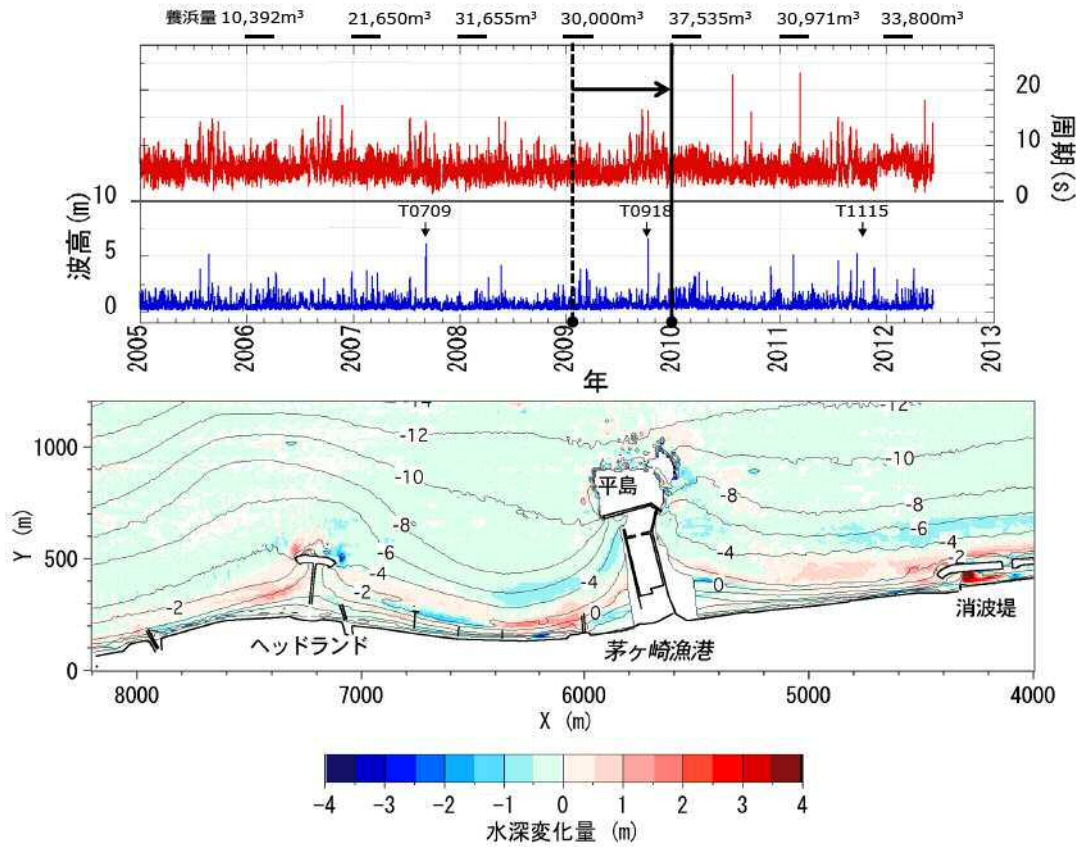 養浜量 10,392m³ 21,650m³ 31,655m³ 30,000m³ 37,535m³ 30,971m³ 33,800m³
20
10
0
周期(s)
T0709 T0918 T1115
10
5
0
波高(m)
2005 2006 2007 2008 2009 2010 2011 2012 2013
年
-14
-12 -12
-10 -10
平島
-8 -8
-6 -6
-4 -4 -4 -4
-2 -2 -2
0 0
1000
500
0
Y (m)
ヘッドランド 茅ヶ崎漁港 消波堤
8000 7000 6000 5000 4000
X (m)
-4 -3 -2 -1 0 1 2 3 4
水深変化量 (m)